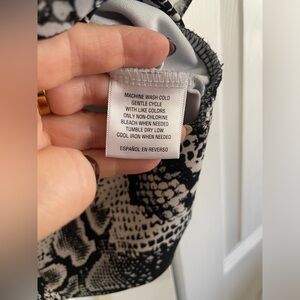 MACHINE WASH COLD
GENTLE CYCLE
WITH LIKE COLORS
ONLY NON-CHLORINE
BLEACH WHEN NEEDED
TUMBLE DRY LOW
COOL IRON WHEN NEEDED
ESPAÑOL EN REVERSO